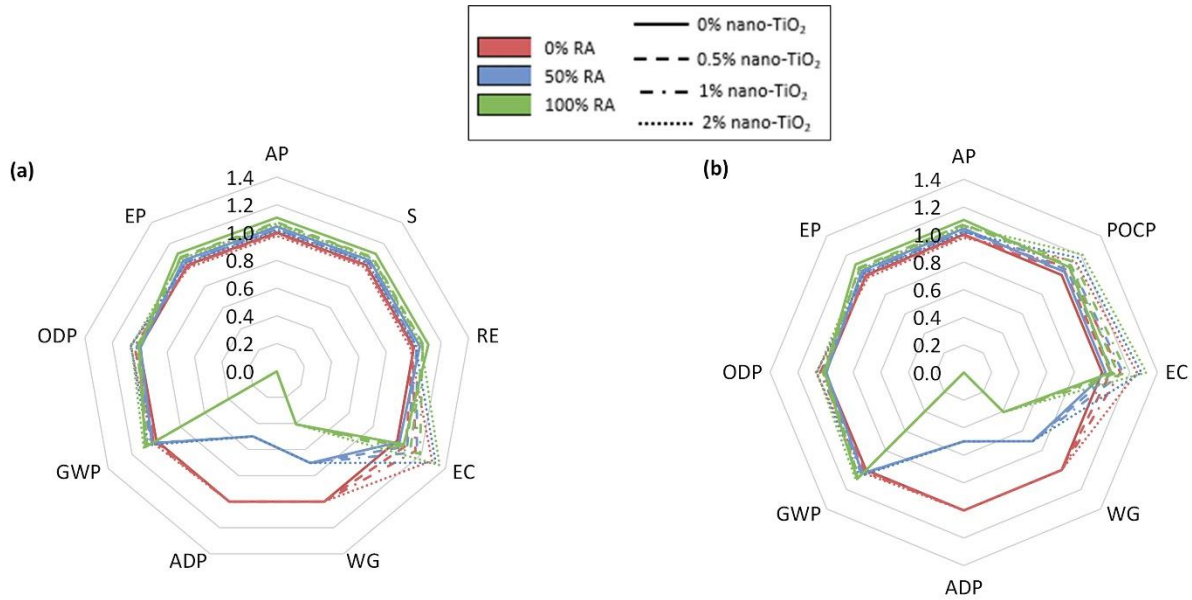 0% RA
50% RA
100% RA
0% nano-TiO₂
0.5% nano-TiO₂
1% nano-TiO₂
2% nano-TiO₂
(a)
AP
S
RE
EC
WG
ADP
GWP
ODP
EP
1.4
1.2
1.0
0.8
0.6
0.4
0.2
0.0
(b)
AP
POCP
EC
WG
ADP
GWP
ODP
EP
1.4
1.2
1.0
0.8
0.6
0.4
0.2
0.0